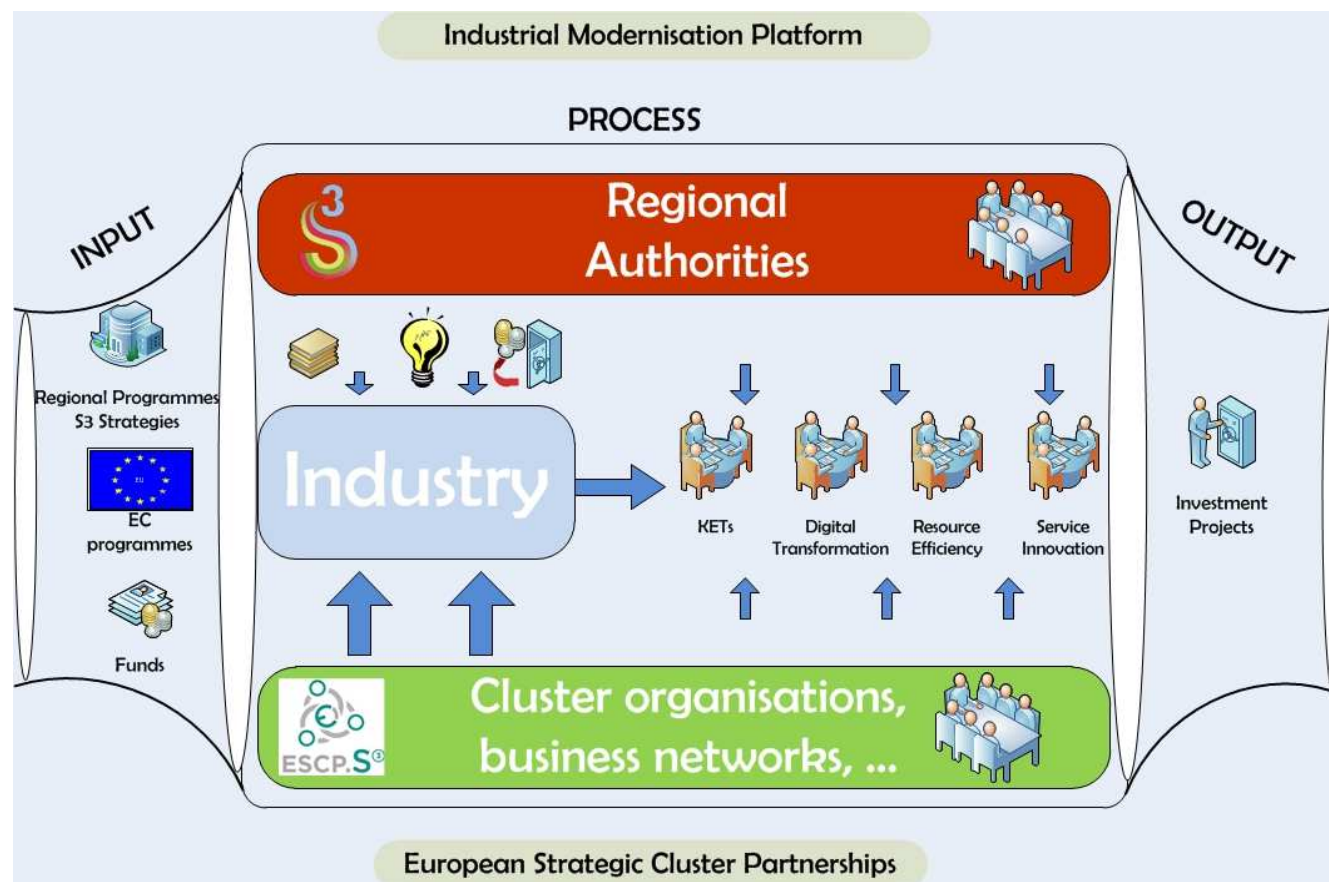 Industrial Modernisation Platform
PROCESS
INPUT
OUTPUT
S3
Regional
Authorities
Regional Programmes
S3 Strategies
EU
EC
programmes
Funds
Industry
KETs
Digital
Transformation
Resource
Efficiency
Service
Innovation
Investment
Projects
ESCP.S3
Cluster organisations,
business networks, ...
European Strategic Cluster Partnerships